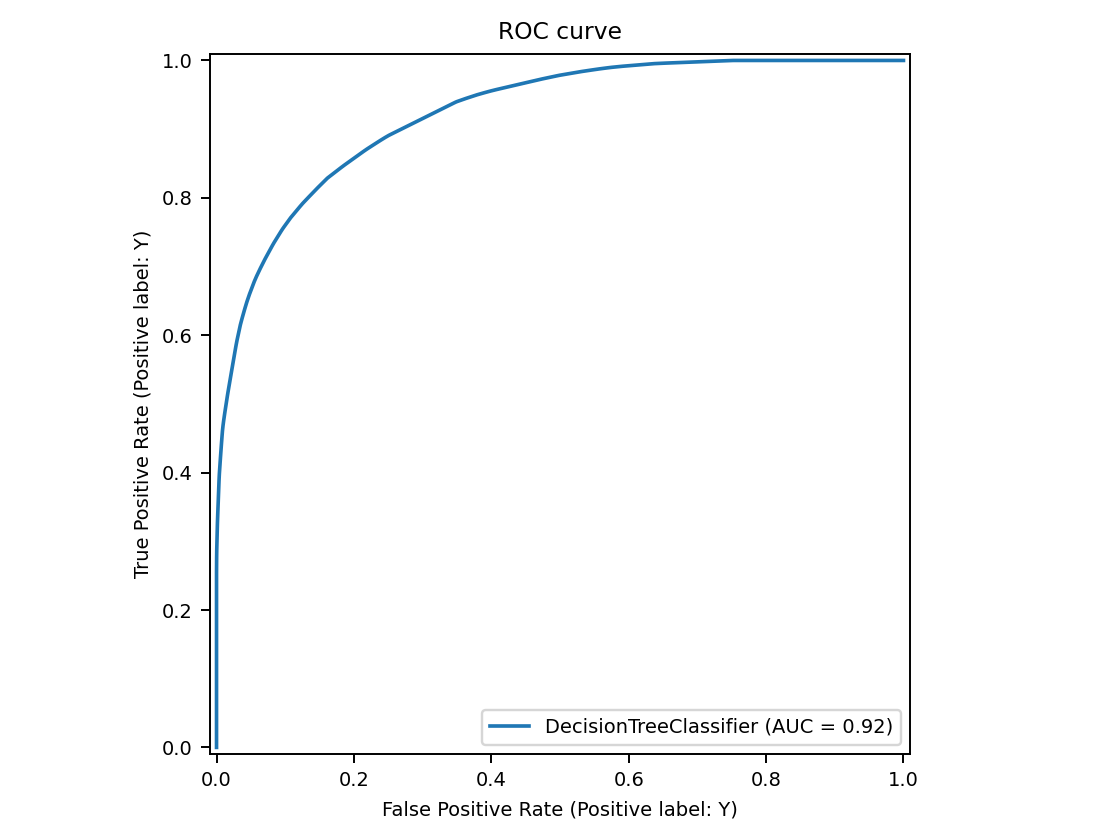 ROC curve
1.0
0.8
0.6
0.4
0.2
0.0
True Positive Rate (Positive label: Y)
DecisionTreeClassifier (AUC = 0.92)
0.0 0.2 0.4 0.6 0.8 1.0
False Positive Rate (Positive label: Y)